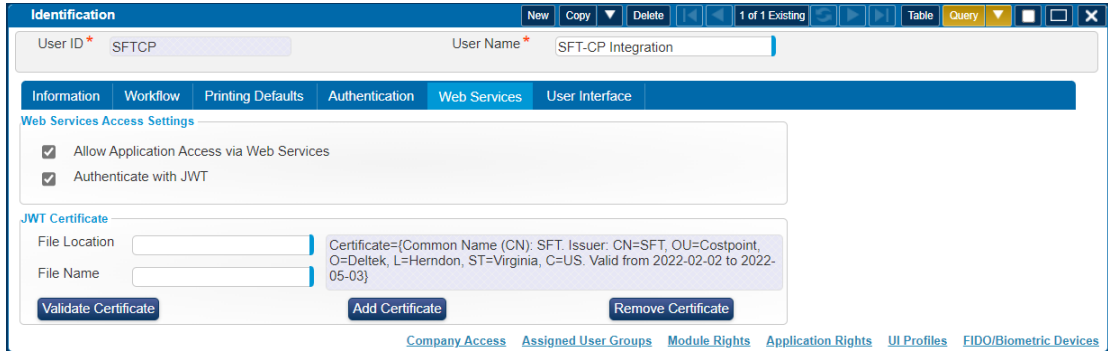 Identification New Copy Delete 1 of 1 Existing Table Query
User ID * SFTCP User Name * SFT-CP Integration
Information Workflow Printing Defaults Authentication Web Services User Interface
Web Services Access Settings
Allow Application Access via Web Services
Authenticate with JWT
JWT Certificate
File Location
File Name
Certificate={Common Name (CN): SFT. Issuer: CN=SFT, OU=Costpoint,
O=Deltek, L=Herndon, ST=Virginia, C=US. Valid from 2022-02-02 to 2022-
05-03}
Validate Certificate Add Certificate Remove Certificate
Company Access Assigned User Groups Module Rights Application Rights UI Profiles FIDO/Biometric Devices